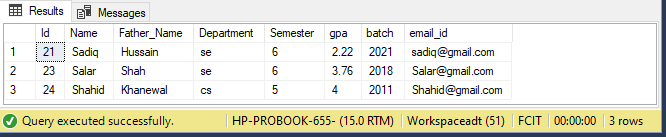 Results Messages
Id Name Father_Name Department Semester gpa batch email_id
1 21 Sadiq Hussain se 6 2.22 2021 sadiq@gmail.com
2 23 Salar Shah se 6 3.76 2018 Salar@gmail.com
3 24 Shahid Khanewal cs 5 4 2011 Shahid@gmail.com
Query executed successfully. HP-PROBOOK-655- (15.0 RTM) Workspaceadt (51) FCIT 00:00:00 3 rows